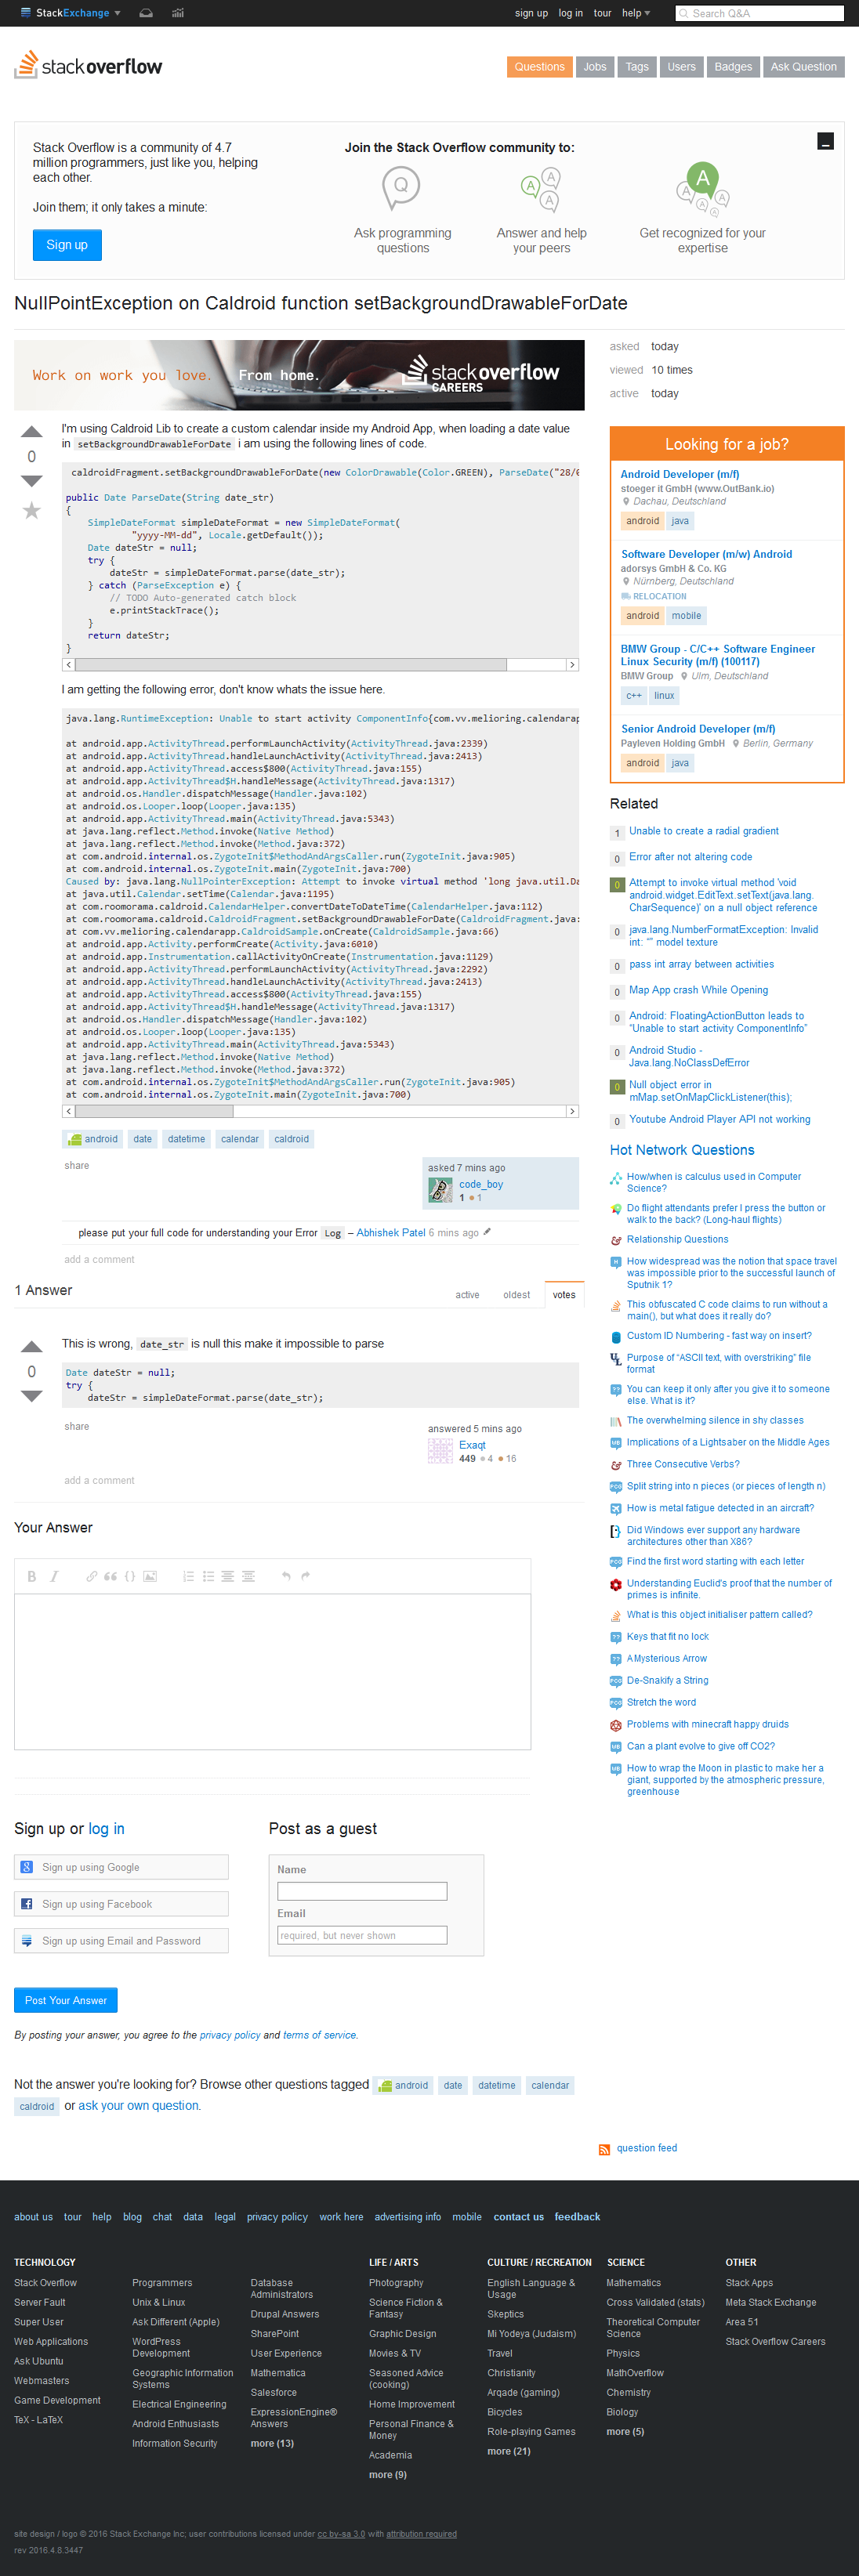 StackExchange
sign up log in tour help
Search Q&A
stackoverflow
Questions Jobs Tags Users Badges Ask Question
Stack Overflow is a community of 4.7
million programmers, just like you, helping
each other.
Join them; it only takes a minute:
Sign up
Join the Stack Overflow community to:
Q
A
A
A
A
A
A
A
A
Ask programming
questions
Answer and help
your peers
Get recognized for your
expertise
NullPointException on Caldroid function setBackgroundDrawableForDate
Work on work you love. From home. stackoverflow
CAREERS
0
I'm using Caldroid Lib to create a custom calendar inside my Android App, when loading a date value
in setBackgroundDrawableForDate i am using the following lines of code.
caldroidFragment.setBackgroundDrawableForDate(new ColorDrawable(Color.GREEN), ParseDate("28/
public Date ParseDate(String date_str)
{
SimpleDateFormat simpleDateFormat = new SimpleDateFormat(
"yyyy-MM-dd", Locale.getDefault());
Date dateStr = null;
try {
dateStr = simpleDateFormat.parse(date_str);
} catch (ParseException e) {
// TODO Auto-generated catch block
e.printStackTrace();
}
return dateStr;
}
I am getting the following error, don't know whats the issue here.
java.lang.RuntimeException: Unable to start activity ComponentInfo{com.vv.melioring.calendarap
at android.app.ActivityThread.performLaunchActivity(ActivityThread.java:2339)
at android.app.ActivityThread.handleLaunchActivity(ActivityThread.java:2413)
at android.app.ActivityThread.access$800(ActivityThread.java:155)
at android.app.ActivityThread$H.handleMessage(ActivityThread.java:1317)
at android.os.Handler.dispatchMessage(Handler.java:102)
at android.os.Looper.loop(Looper.java:135)
at android.app.ActivityThread.main(ActivityThread.java:5343)
at java.lang.reflect.Method.invoke(Native Method)
at java.lang.reflect.Method.invoke(Method.java:372)
at com.android.internal.os.ZygoteInit$MethodAndArgsCaller.run(ZygoteInit.java:905)
at com.android.internal.os.ZygoteInit.main(ZygoteInit.java:700)
Caused by: java.lang.NullPointerException: Attempt to invoke virtual method 'long java.util.Da
at java.util.Calendar.setTime(Calendar.java:1195)
at com.roomorama.caldroid.CalendarHelper.convertDateToDateTime(CalendarHelper.java:112)
at com.roomorama.caldroid.CaldroidFragment.setBackgroundDrawableForDate(CaldroidFragment.java:
at com.vv.melioring.calendarapp.CaldroidSample.onCreate(CaldroidSample.java:66)
at android.app.Activity.performCreate(Activity.java:6010)
at android.app.Instrumentation.callActivityOnCreate(Instrumentation.java:1129)
at android.app.ActivityThread.performLaunchActivity(ActivityThread.java:2292)
at android.app.ActivityThread.handleLaunchActivity(ActivityThread.java:2413)
at android.app.ActivityThread.access$800(ActivityThread.java:155)
at android.app.ActivityThread$H.handleMessage(ActivityThread.java:1317)
at android.os.Handler.dispatchMessage(Handler.java:102)
at android.os.Looper.loop(Looper.java:135)
at android.app.ActivityThread.main(ActivityThread.java:5343)
at java.lang.reflect.Method.invoke(Native Method)
at java.lang.reflect.Method.invoke(Method.java:372)
at com.android.internal.os.ZygoteInit$MethodAndArgsCaller.run(ZygoteInit.java:905)
at com.android.internal.os.ZygoteInit.main(ZygoteInit.java:700)
android date datetime calendar caldroid
share
asked 7 mins ago
code_boy
1 1
please put your full code for understanding your Error Log – Abhishek Patel 6 mins ago
add a comment
1 Answer
active oldest votes
0
This is wrong, date_str is null this make it impossible to parse
Date dateStr = null;
try {
dateStr = simpleDateFormat.parse(date_str);
share
answered 5 mins ago
Exaqt
449 4 16
add a comment
Your Answer
Sign up or log in
Sign up using Google
Sign up using Facebook
Sign up using Email and Password
Post as a guest
Name
Email
required, but never shown
Post Your Answer
By posting your answer, you agree to the privacy policy and terms of service.
Not the answer you're looking for? Browse other questions tagged android date datetime calendar
caldroid or ask your own question.
asked today
viewed 10 times
active today
Looking for a job?
Android Developer (m/f)
stoeger it GmbH (www.OutBank.io)
Dachau, Deutschland
android java
Software Developer (m/w) Android
adorsys GmbH & Co. KG
Nürnberg, Deutschland
RELOCATION
android mobile
BMW Group - C/C++ Software Engineer
Linux Security (m/f) (100117)
BMW Group Ulm, Deutschland
c++ linux
Senior Android Developer (m/f)
Payleven Holding GmbH Berlin, Germany
android java
Related
1 Unable to create a radial gradient
0 Error after not altering code
0 Attempt to invoke virtual method 'void
android.widget.EditText.setText(java.lang.
CharSequence)' on a null object reference
0 java.lang.NumberFormatException: Invalid
int: "" model texture
0 pass int array between activities
0 Map App crash While Opening
0 Android: FloatingActionButton leads to
“Unable to start activity ComponentInfo”
0 Android Studio -
Java.lang.NoClassDefError
0 Null object error in
mMap.setOnMapClickListener(this);
0 Youtube Android Player API not working
Hot Network Questions
How/when is calculus used in Computer
Science?
Do flight attendants prefer I press the button or
walk to the back? (Long-haul flights)
Relationship Questions
How widespread was the notion that space travel
was impossible prior to the successful launch of
Sputnik 1?
This obfuscated C code claims to run without a
main(), but what does it really do?
Custom ID Numbering - fast way on insert?
Purpose of “ASCII text, with overstriking” file
format
You can keep it only after you give it to someone
else. What is it?
The overwhelming silence in shy classes
Implications of a Lightsaber on the Middle Ages
Three Consecutive Verbs?
Split string into n pieces (or pieces of length n)
How is metal fatigue detected in an aircraft?
Did Windows ever support any hardware
architectures other than X86?
Find the first word starting with each letter
Understanding Euclid's proof that the number of
primes is infinite.
What is this object initialiser pattern called?
Keys that fit no lock
A Mysterious Arrow
De-Snakify a String
Stretch the word
Problems with minecraft happy druids
Can a plant evolve to give off CO2?
How to wrap the Moon in plastic to make her a
giant, supported by the atmospheric pressure,
greenhouse
question feed
about us tour help blog chat data legal privacy policy work here advertising info mobile contact us feedback
TECHNOLOGY
Stack Overflow
Server Fault
Super User
Web Applications
Ask Ubuntu
Webmasters
Game Development
TeX - LaTeX
Programmers
Unix & Linux
Ask Different (Apple)
WordPress
Development
Geographic Information
Systems
Electrical Engineering
Android Enthusiasts
Information Security
Database
Administrators
Drupal Answers
SharePoint
User Experience
Mathematica
Salesforce
ExpressionEngine®
Answers
more (13)
LIFE / ARTS
Photography
Science Fiction &
Fantasy
Graphic Design
Movies & TV
Seasoned Advice
(cooking)
Home Improvement
Personal Finance &
Money
Academia
more (9)
CULTURE / RECREATION
English Language &
Usage
Skeptics
Mi Yodeya (Judaism)
Travel
Christianity
Arqade (gaming)
Bicycles
Role-playing Games
more (21)
SCIENCE
Mathematics
Cross Validated (stats)
Theoretical Computer
Science
Physics
MathOverflow
Chemistry
Biology
more (5)
OTHER
Stack Apps
Meta Stack Exchange
Area 51
Stack Overflow Careers
site design / logo © 2016 Stack Exchange Inc; user contributions licensed under cc by-sa 3.0 with attribution required
rev 2016.4.8.3447